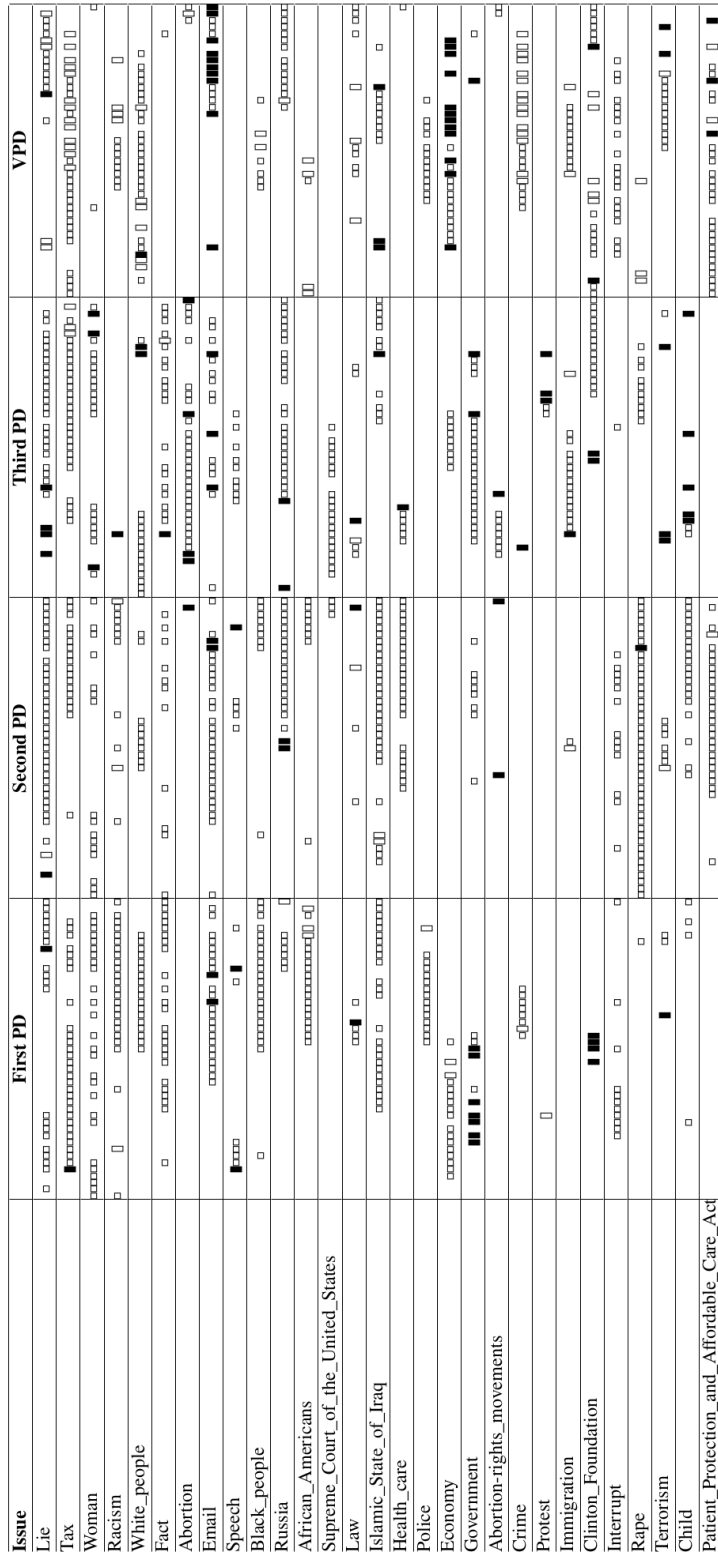 Issue First PD Second PD Third PD VPD
Lie
Tax
Woman
Racism
White_people
Fact
Abortion
Email
Speech
Black_people
Russia
African_Americans
Supreme_Court_of_the_United_States
Law
Islamic_State_of_Iraq
Health_care
Police
Economy
Government
Abortion-rights_movements
Crime
Protest
Immigration
Clinton_Foundation
Interrupt
Rape
Terrorism
Child
Patient_Protection_and_Affordable_Care_Act